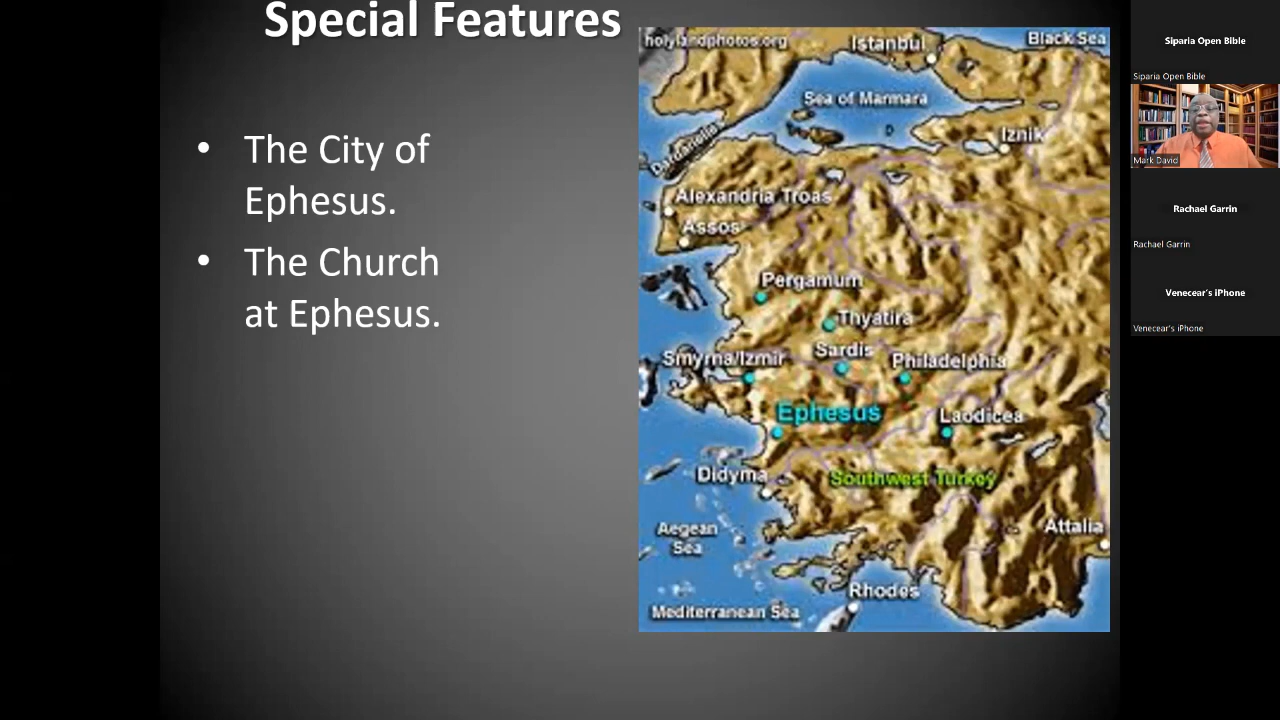 Special Features
• The City of
Ephesus.
• The Church
at Ephesus.
holylandphotos.org
Istanbul
Black Sea
Sea of Marmara
Dardanelles
Iznik
Alexandria Troas
Assos
Pergamum
Thyatira
Smyrna/Izmir
Sardis
Philadelphia
Ephesus
Laodicea
Didyma
Southwest Turkey
Aegean
Sea
Attalia
Rhodes
Mediterranean Sea
Siparia Open Bible
Siparia Open Bible
Mark David
Rachael Garrin
Rachael Garrin
Venecear's iPhone
Venecear's iPhone